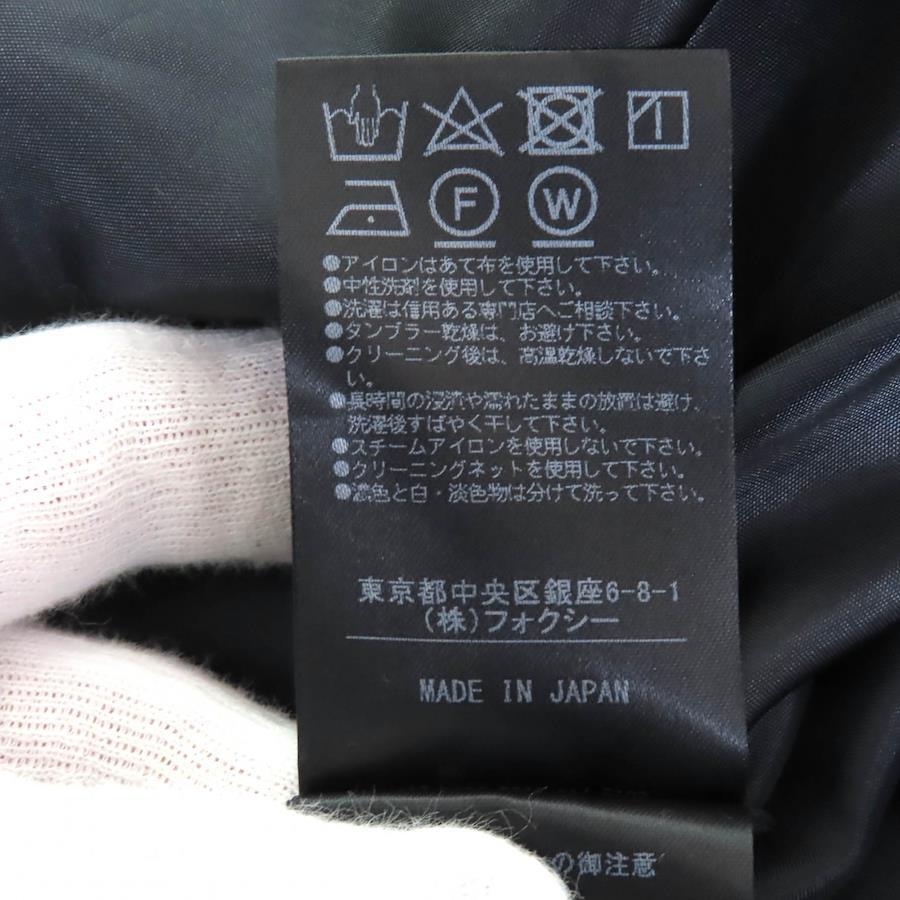 F W
●アイロンはあて布を使用して下さい。
●中性洗剤を使用して下さい。
●洗濯は信用ある専門店へご相談下さい。
●タンブラー乾燥は、お避け下さい。
●クリーニング後は、高温乾燥しないで下さ
い。
●長時間の浸漬や濡れたままの放置は避け、
洗濯後すばやく干して下さい。
●スチームアイロンを使用しないで下さい。
●クリーニングネットを使用して下さい。
●濃色と白・淡色物は分けて洗って下さい。
東京都中央区銀座6-8-1
(株)フォクシー
MADE IN JAPAN
の御注意